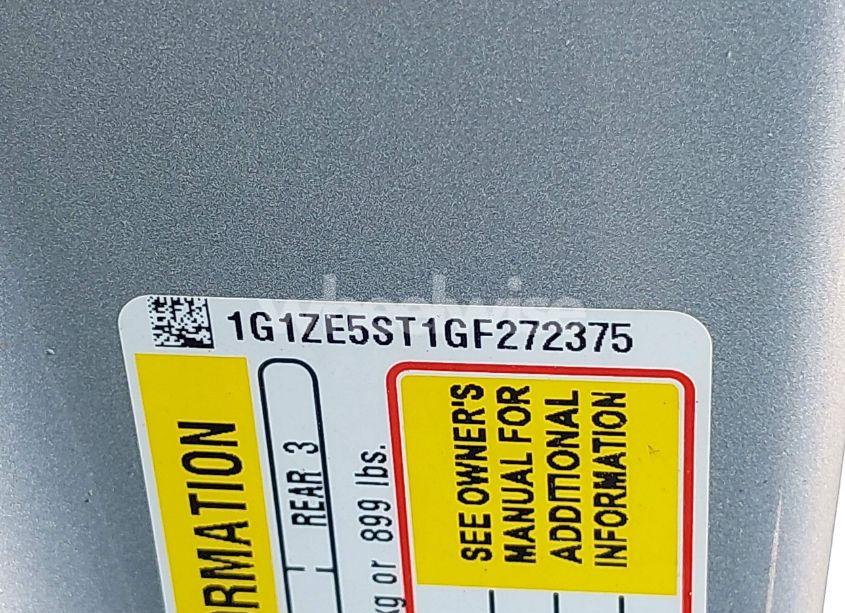 1G1ZE5ST1GF272375
ORMATION
REAR 3
kg or 899 lbs.
SEE OWNER'S
MANUAL FOR
ADDITIONAL
INFORMATION